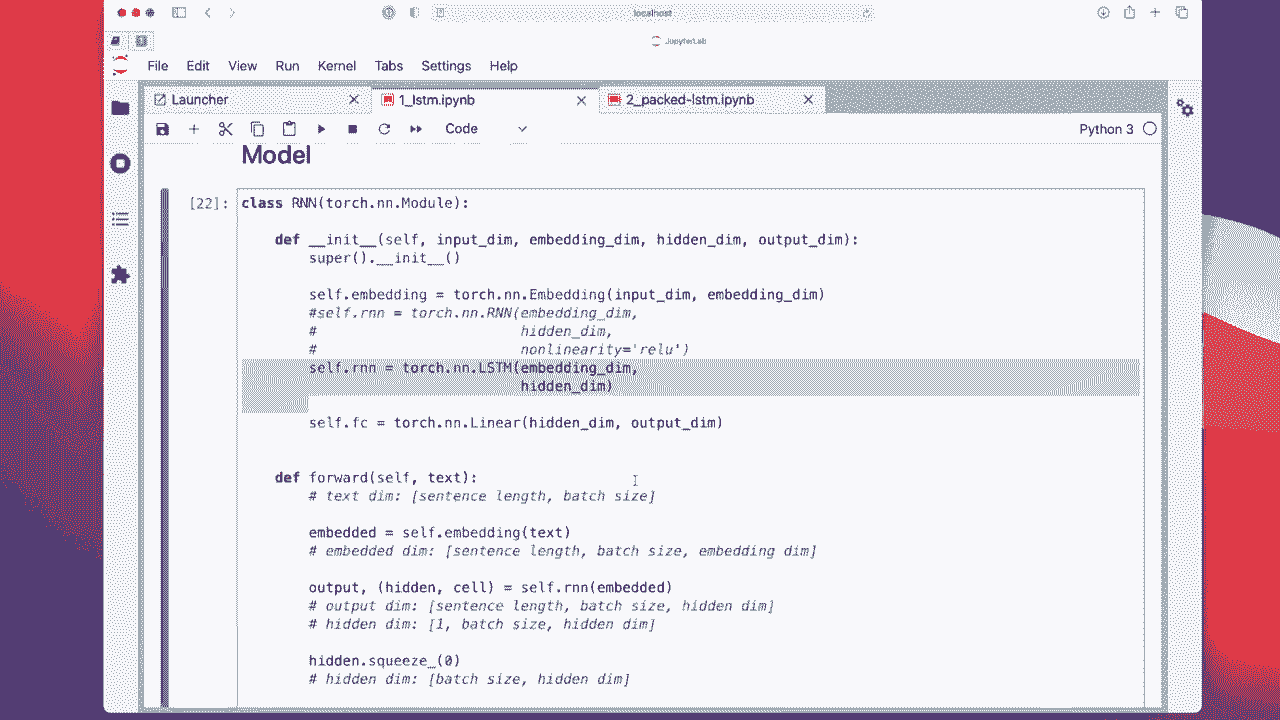 localhost
JupyterLab
File Edit View Run Kernel Tabs Settings Help
Launcher 1_lstm.ipynb 2_packed-lstm.ipynb
Code Python 3
Model
[22]: class RNN(torch.nn.Module):
def __init__(self, input_dim, embedding_dim, hidden_dim, output_dim):
super().__init__()
self.embedding = torch.nn.Embedding(input_dim, embedding_dim)
#self.rnn = torch.nn.RNN(embedding_dim,
# hidden_dim,
# nonlinearity='relu')
self.rnn = torch.nn.LSTM(embedding_dim,
hidden_dim)
self.fc = torch.nn.Linear(hidden_dim, output_dim)
def forward(self, text):
# text dim: [sentence length, batch size]
embedded = self.embedding(text)
# embedded dim: [sentence length, batch size, embedding dim]
output, (hidden, cell) = self.rnn(embedded)
# output dim: [sentence length, batch size, hidden dim]
# hidden dim: [1, batch size, hidden dim]
hidden.squeeze_(0)
# hidden dim: [batch size, hidden dim]